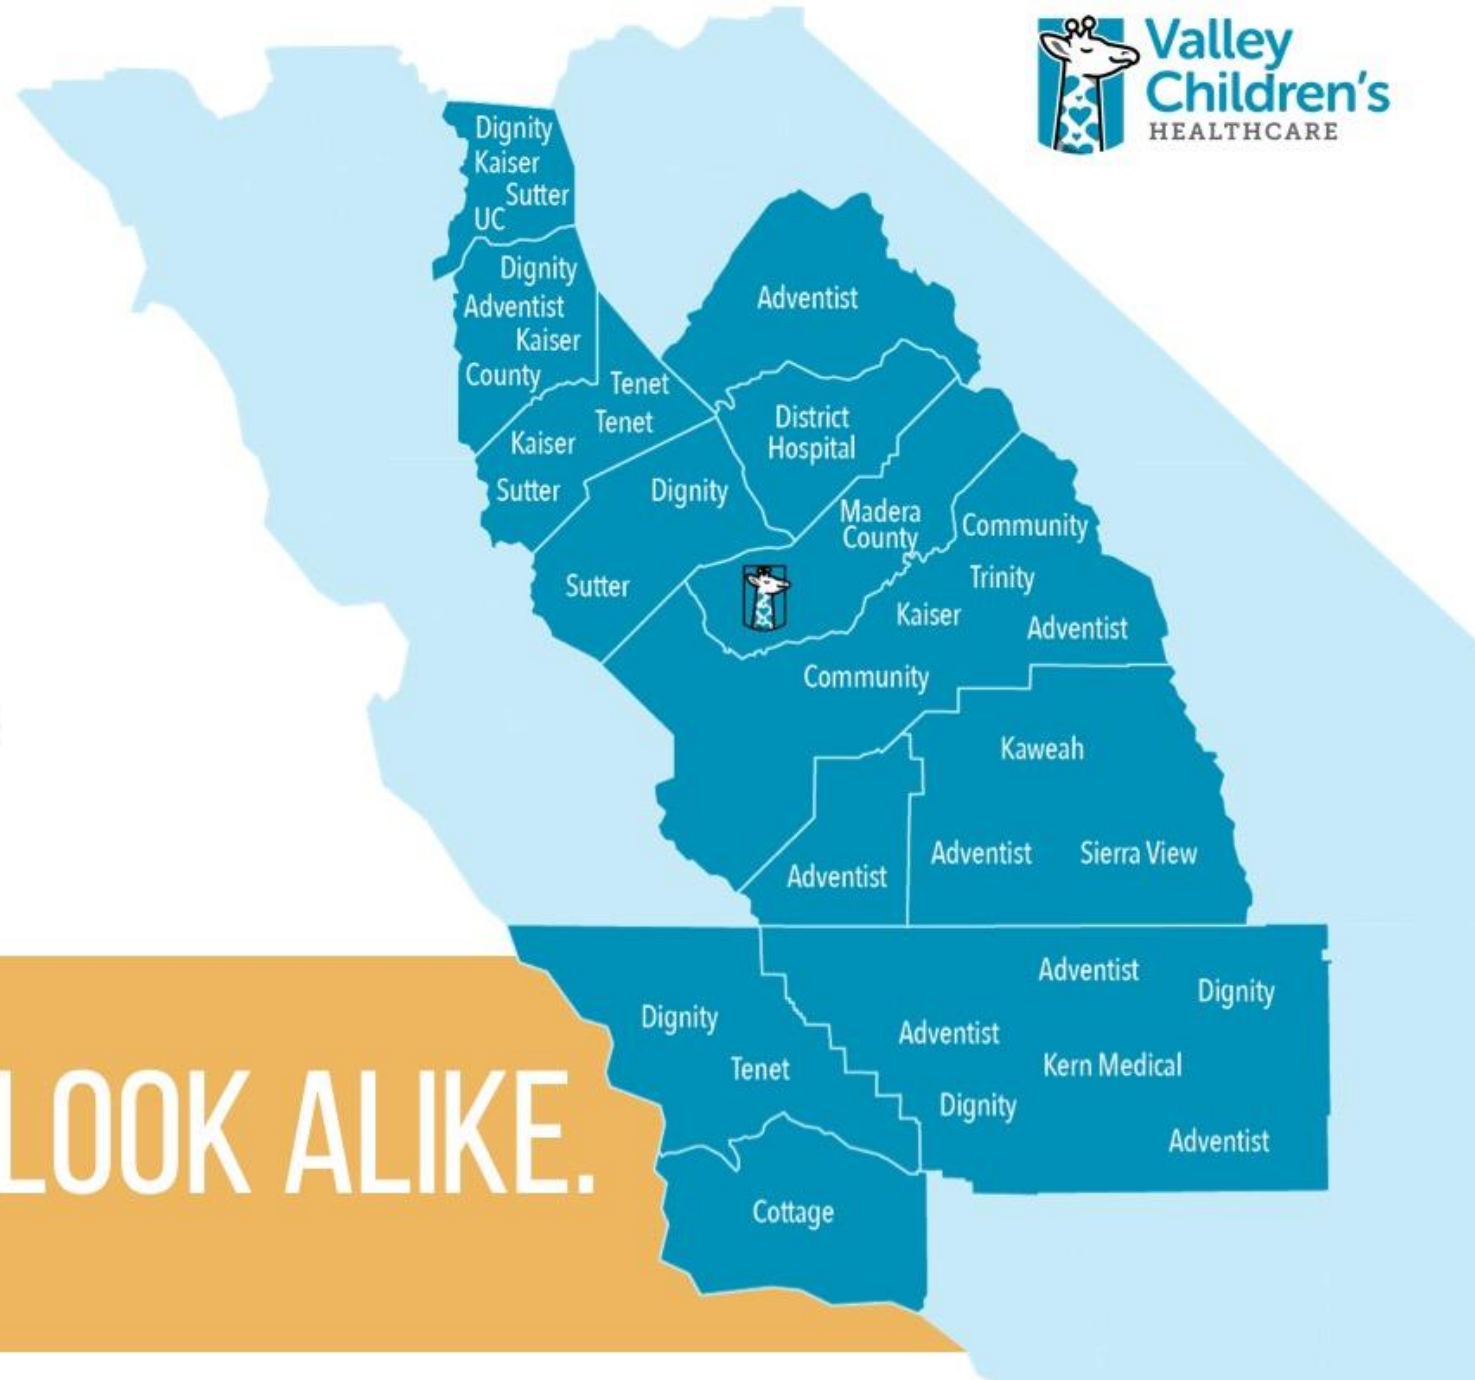 Valley
Children's
HEALTHCARE
Dignity
Kaiser
Sutter
UC
Dignity
Adventist
Kaiser
County
Adventist
Tenet
Tenet
Kaiser
Sutter
District
Hospital
Dignity
Sutter
Madera
County
Community
Trinity
Kaiser
Adventist
Community
Kaweah
Adventist
Sierra View
Adventist
Adventist
Dignity
Adventist
Kern Medical
Dignity
Adventist
Dignity
Tenet
Cottage
LOOK ALIKE.